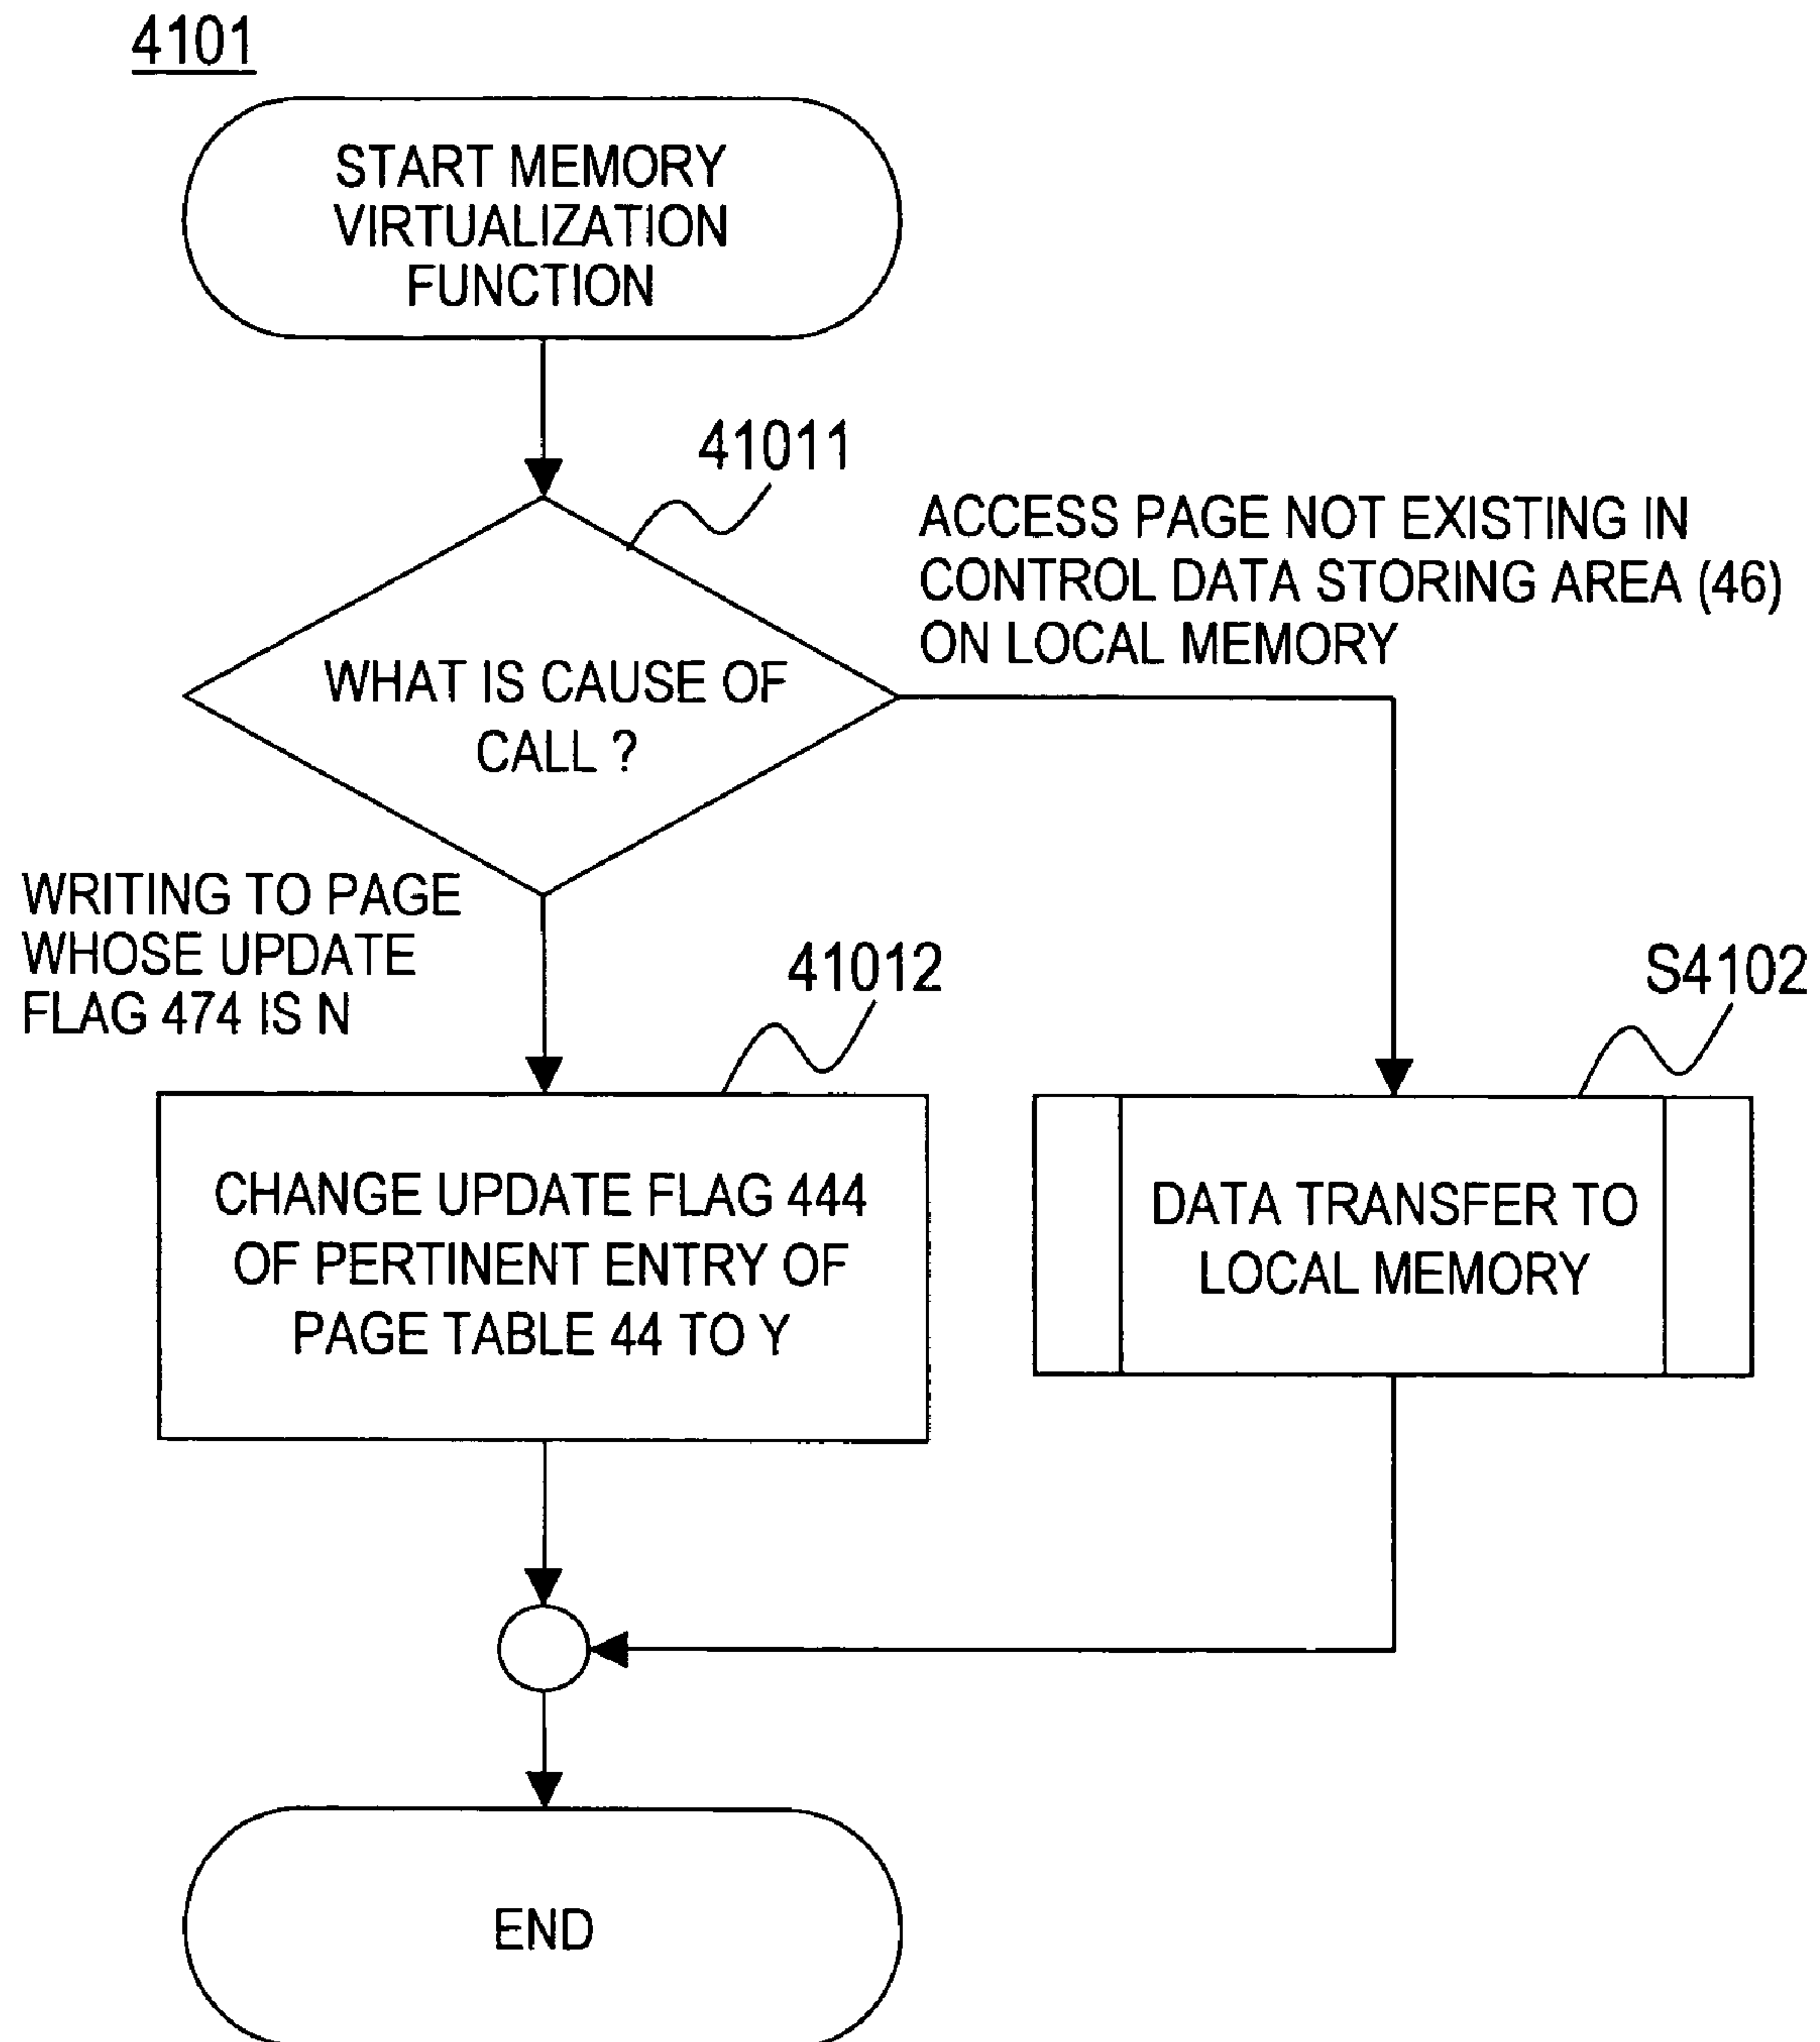 4101
START MEMORY
VIRTUALIZATION
FUNCTION
41011
ACCESS PAGE NOT EXISTING IN
CONTROL DATA STORING AREA (46)
ON LOCAL MEMORY
WHAT IS CAUSE OF
CALL ?
WRITING TO PAGE
WHOSE UPDATE
FLAG 474 IS N
41012
S4102
CHANGE UPDATE FLAG 444
OF PERTINENT ENTRY OF
PAGE TABLE 44 TO Y
DATA TRANSFER TO
LOCAL MEMORY
END